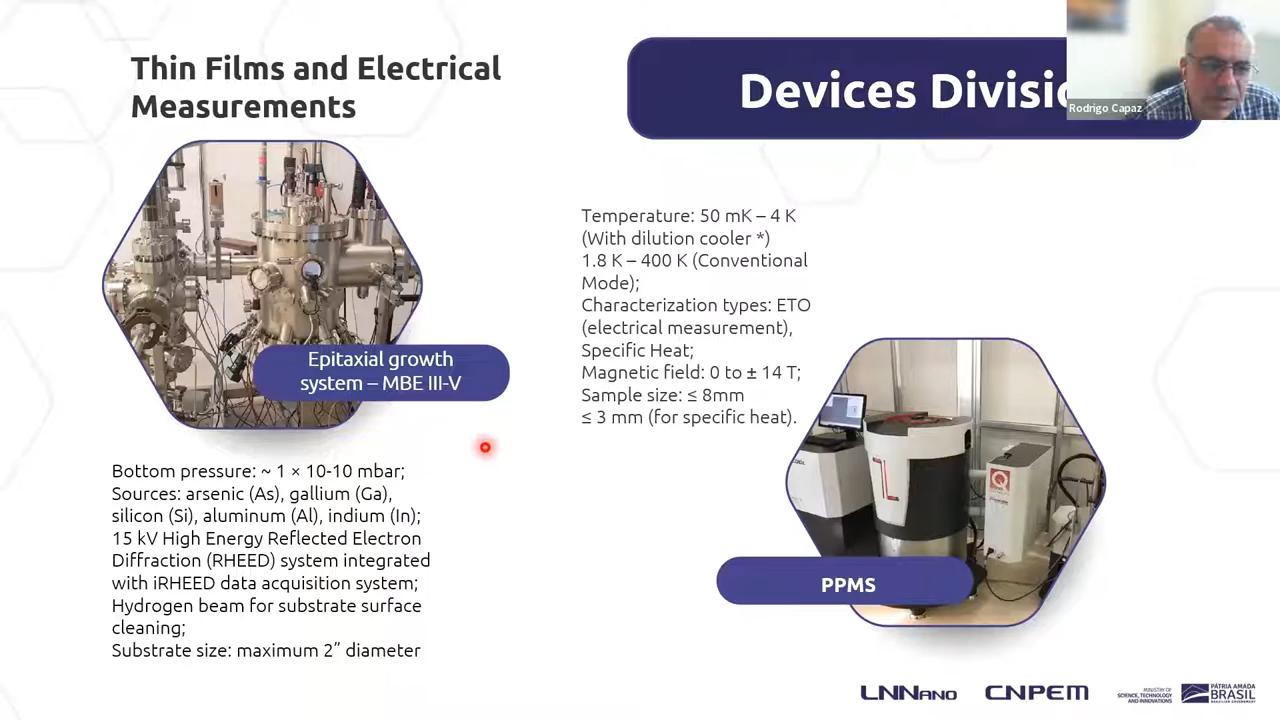 Thin Films and Electrical
Measurements
Devices Divisio
Rodrigo Capaz
Epitaxial growth
system – MBE III-V
Bottom pressure: ~ 1 × 10-10 mbar;
Sources: arsenic (As), gallium (Ga),
silicon (Si), aluminum (Al), indium (In);
15 kV High Energy Reflected Electron
Diffraction (RHEED) system integrated
with iRHEED data acquisition system;
Hydrogen beam for substrate surface
cleaning;
Substrate size: maximum 2” diameter
Temperature: 50 mK – 4 K
(With dilution cooler *)
1.8 K – 400 K (Conventional
Mode);
Characterization types: ETO
(electrical measurement),
Specific Heat;
Magnetic field: 0 to ± 14 T;
Sample size: ≤ 8mm
≤ 3 mm (for specific heat).
PPMS
LNNANO
CNPEM
MINISTRY OF
SCIENCE, TECHNOLOGY
AND INNOVATIONS
PÁTRIA AMADA
BRASIL
BRAZILIAN GOVERNMENT